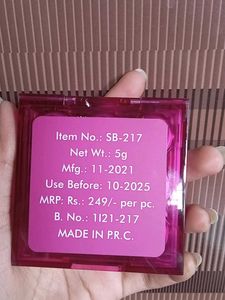 Item No.: SB-217
Net Wt.: 5g
Mfg.: 11-2021
Use Before: 10-2025
MRP: Rs.: 249/- per pc.
B. No.: 1I21-217
MADE IN P.R.C.